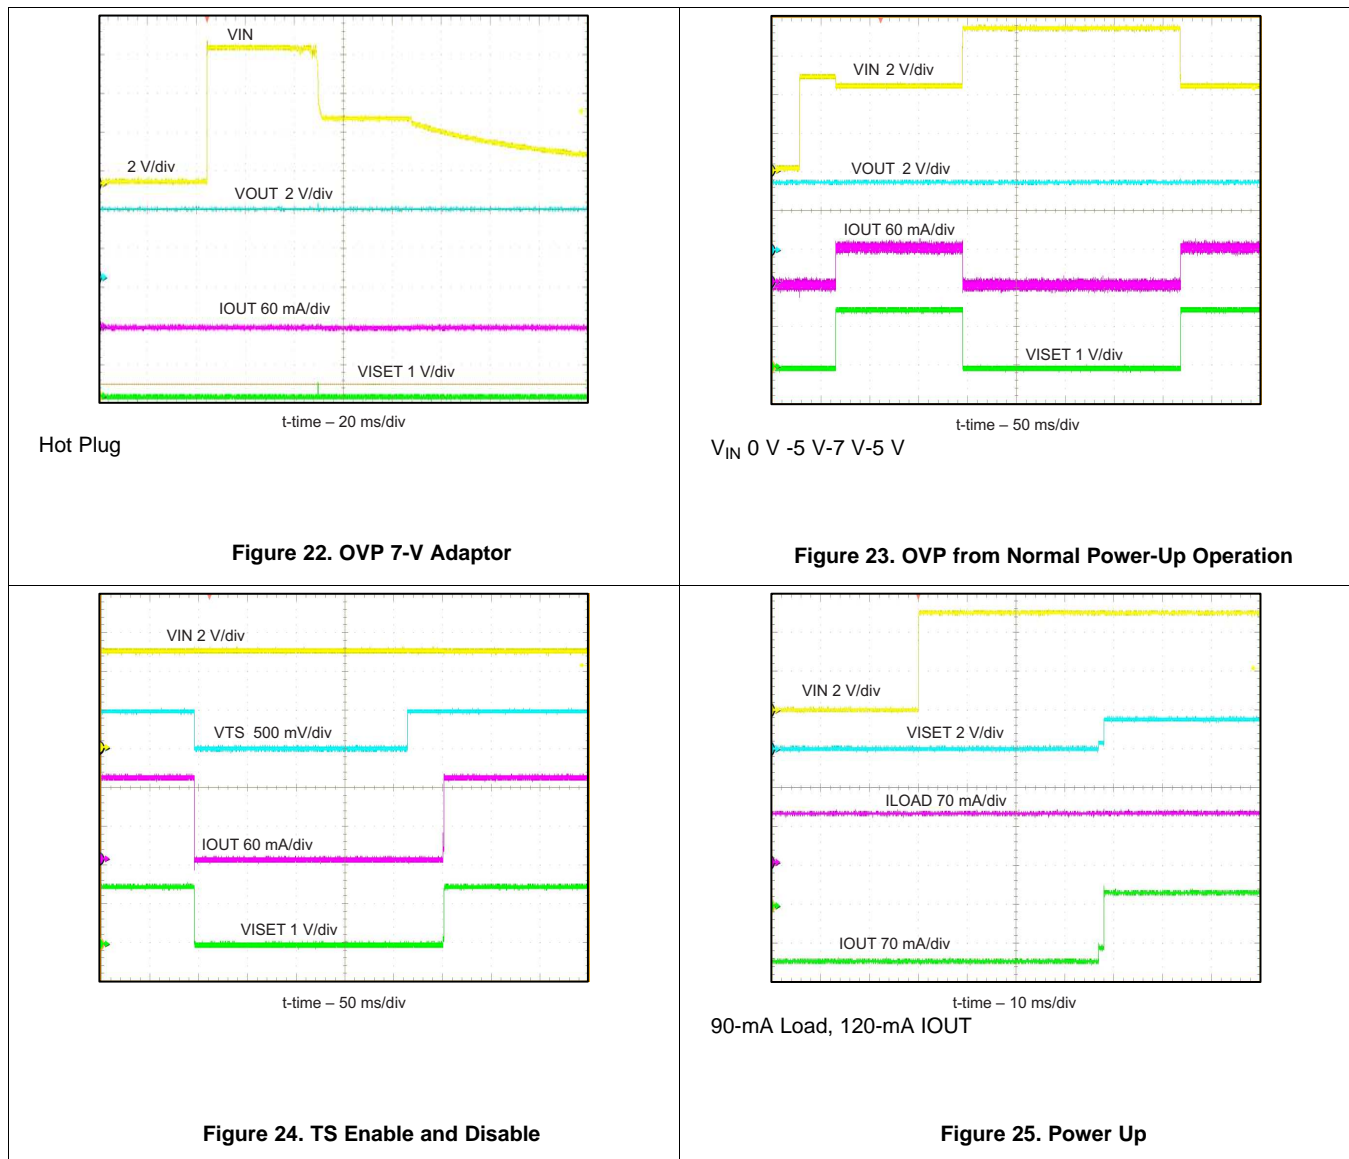 VIN
2 V/div
VOUT 2 V/div
IOUT 60 mA/div
VISET 1 V/div
t-time – 20 ms/div
Hot Plug
Figure 22. OVP 7-V Adaptor
VIN 2 V/div
VOUT 2 V/div
IOUT 60 mA/div
VISET 1 V/div
t-time – 50 ms/div
VIN 0 V -5 V-7 V-5 V
Figure 23. OVP from Normal Power-Up Operation
VIN 2 V/div
VTS 500 mV/div
IOUT 60 mA/div
VISET 1 V/div
t-time – 50 ms/div
Figure 24. TS Enable and Disable
VIN 2 V/div
VISET 2 V/div
ILOAD 70 mA/div
IOUT 70 mA/div
t-time – 10 ms/div
90-mA Load, 120-mA IOUT
Figure 25. Power Up